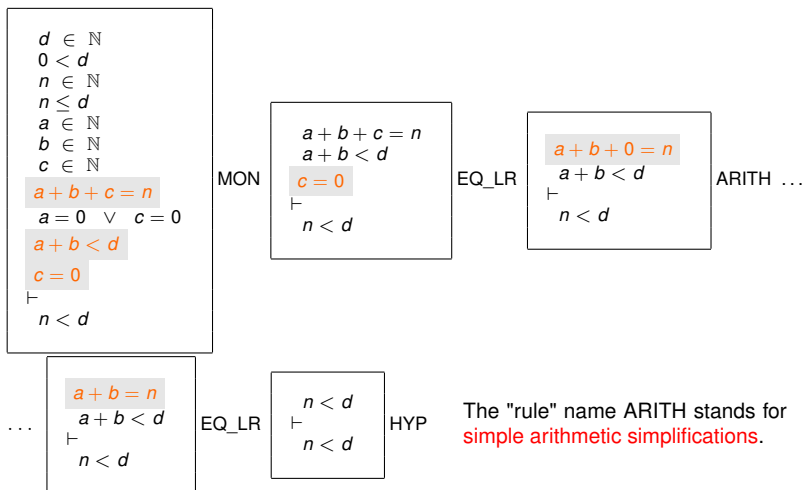 d ∈ ℕ
0 < d
n ∈ ℕ
n ≤ d
a ∈ ℕ
b ∈ ℕ
c ∈ ℕ
a + b + c = n
a = 0 ∨ c = 0
a + b < d
c = 0
⊢
n < d
MON
a + b + c = n
a + b < d
c = 0
⊢
n < d
EQ_LR
a + b + 0 = n
a + b < d
⊢
n < d
ARITH ...
...
a + b = n
a + b < d
⊢
n < d
EQ_LR
n < d
⊢
n < d
HYP
The "rule" name ARITH stands for
simple arithmetic simplifications.